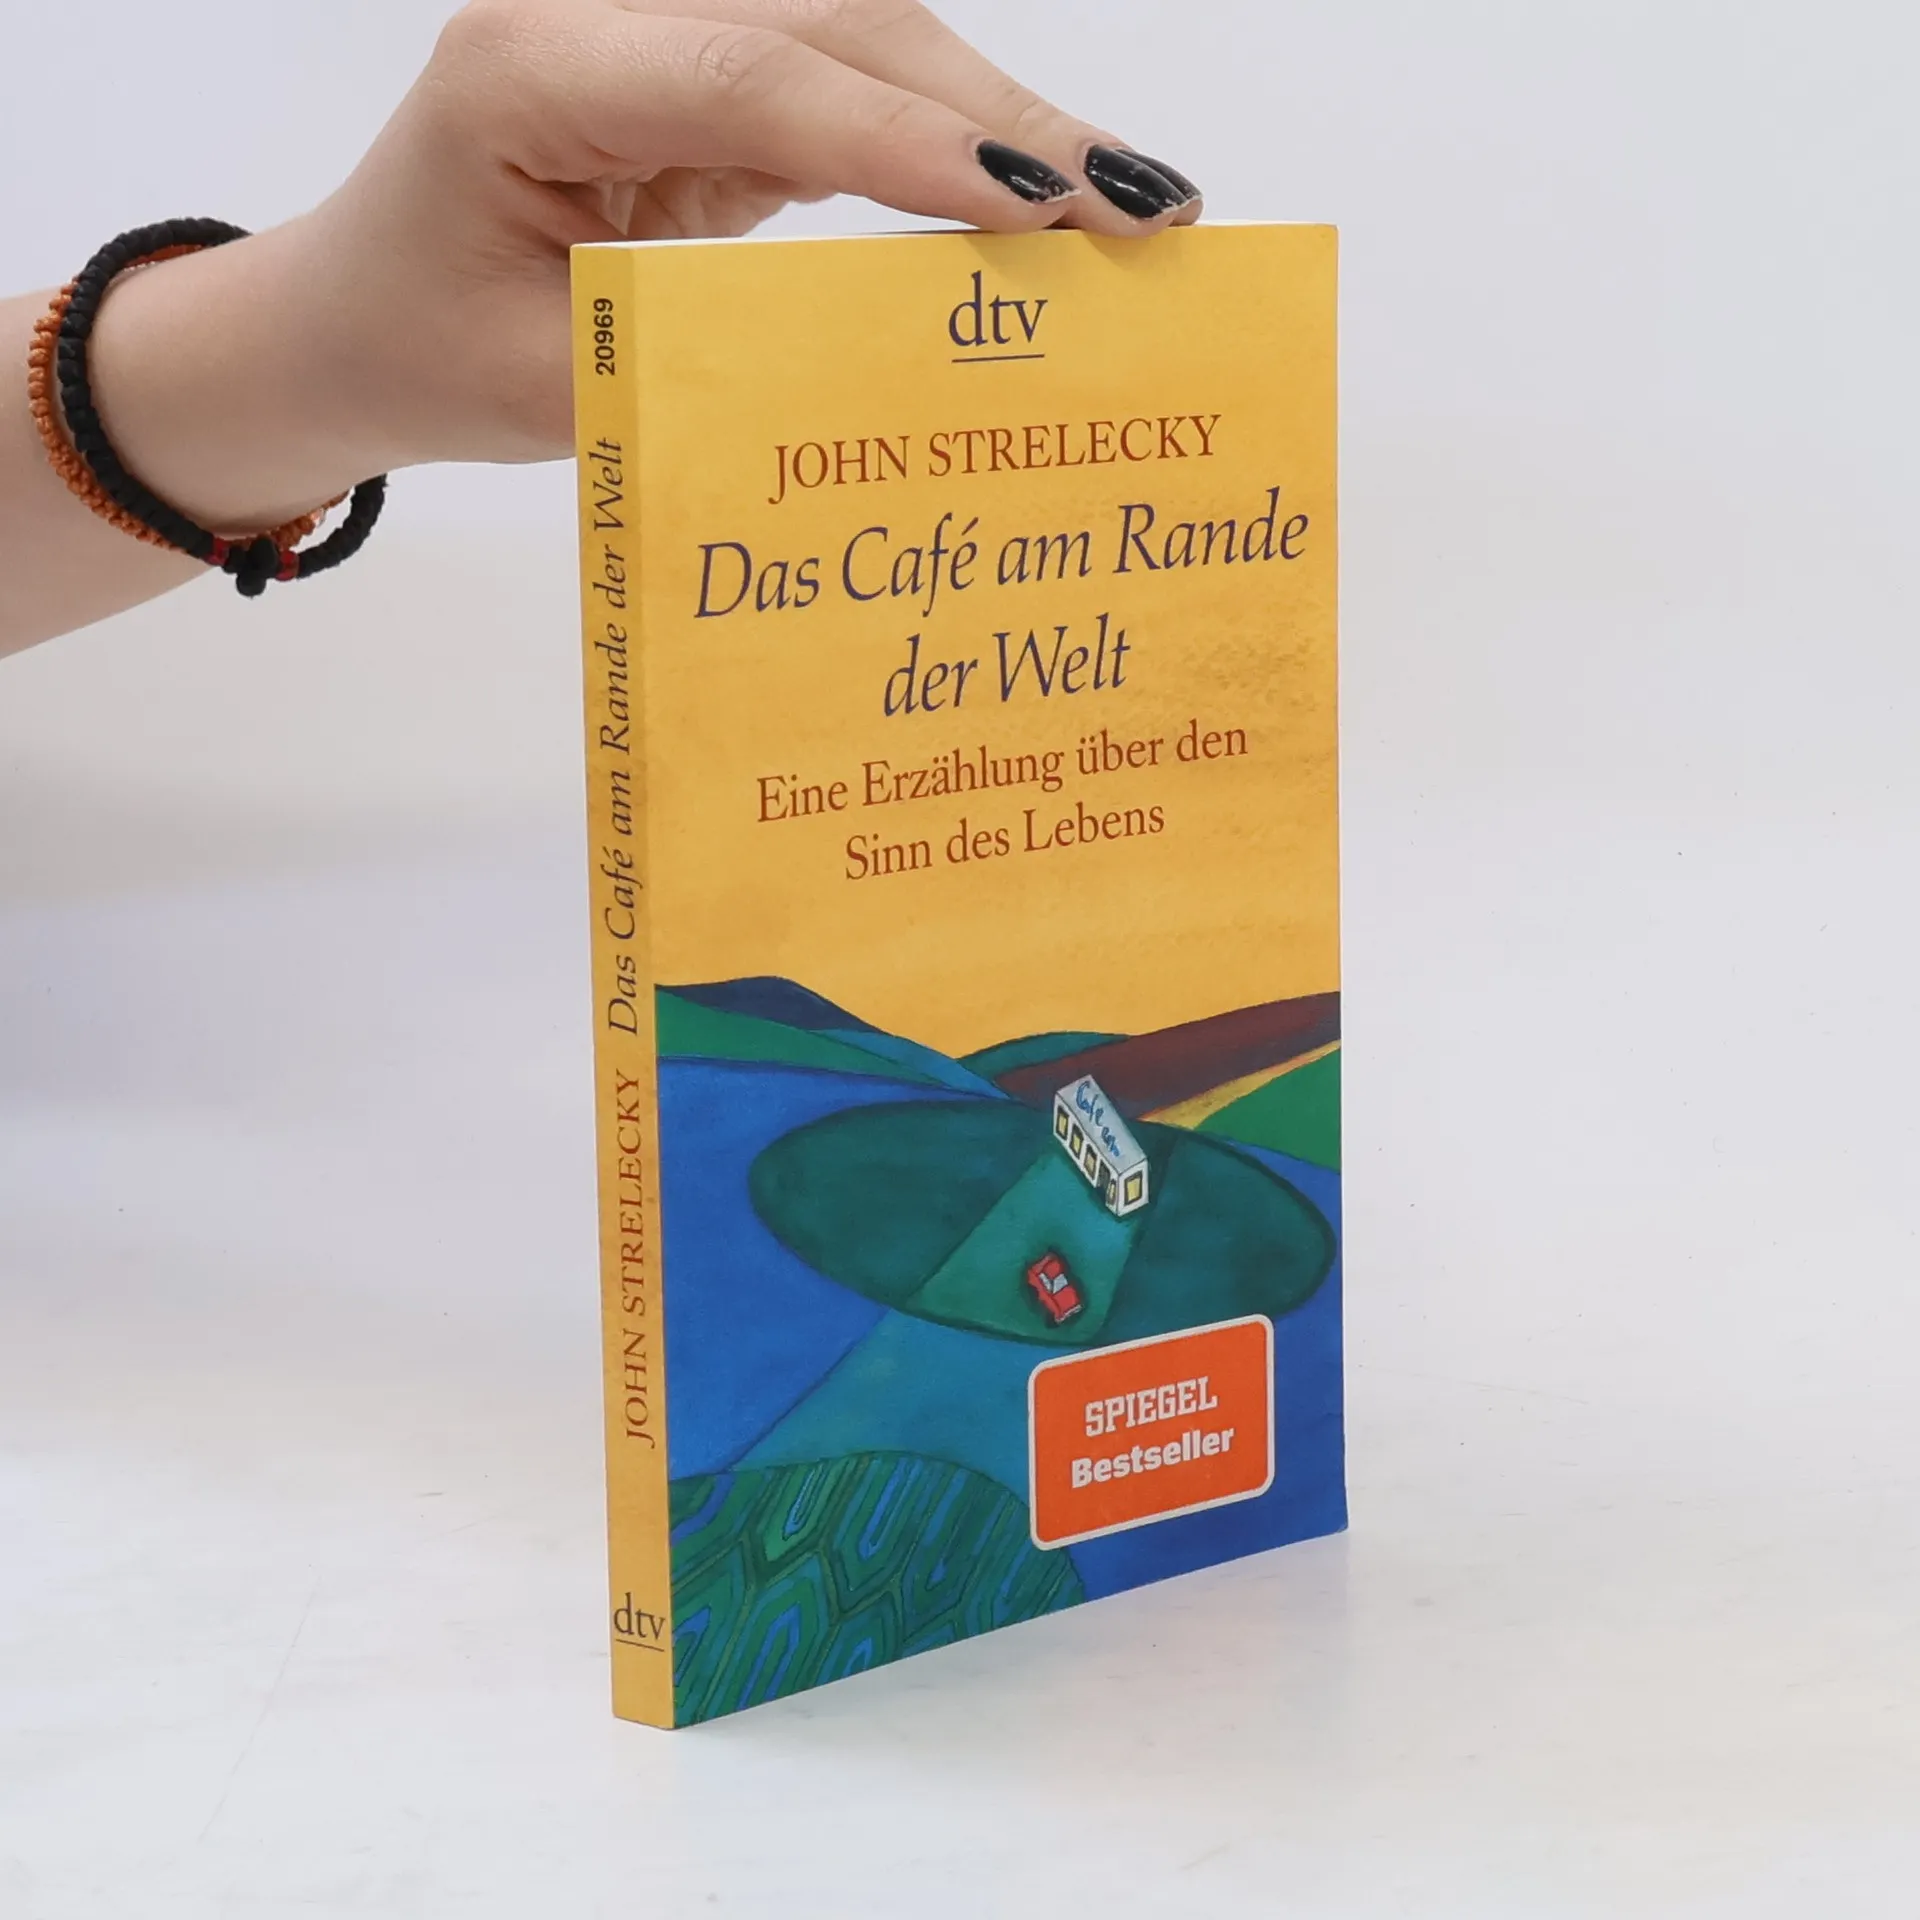 dtv
JOHN STRELECKY
Das Café am Rande
der Welt
Eine Erzählung über den
Sinn des Lebens
SPIEGEL
Bestseller
20969
JOHN STRELECKY Das Café am Rande der Welt
dtv